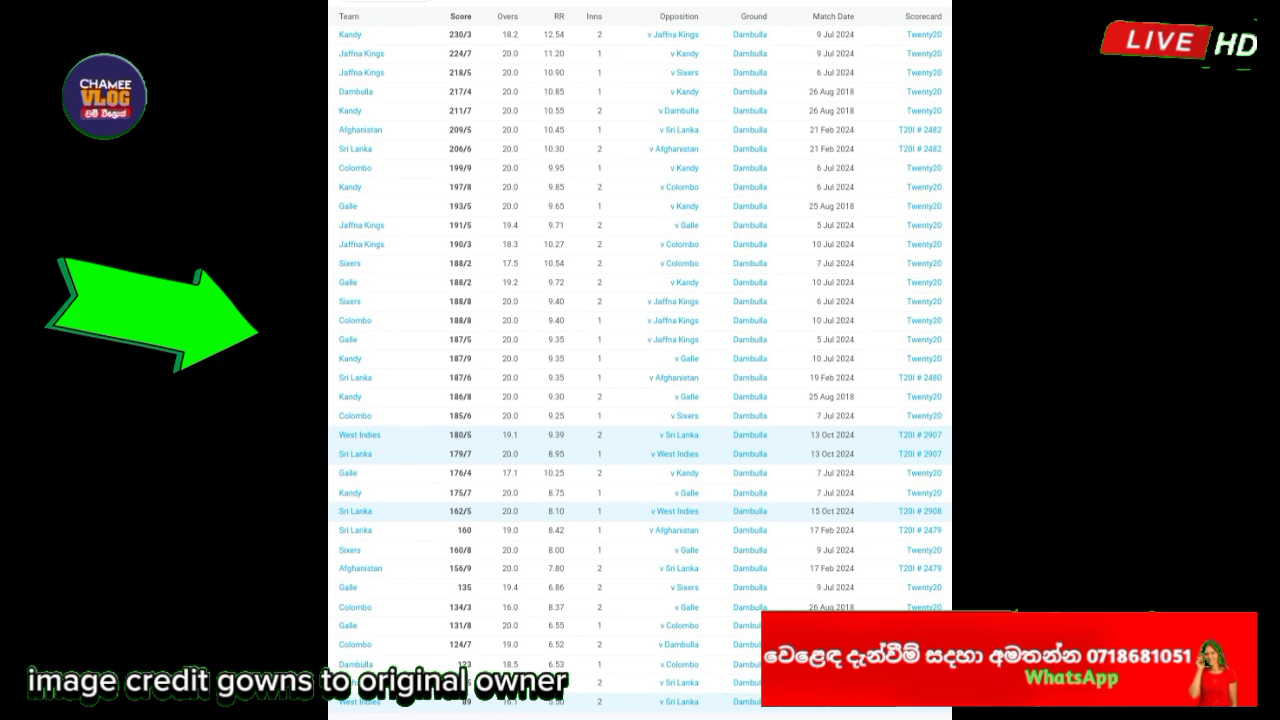 Team Score Overs RR Inns Opposition Ground Match Date Scorecard
Kandy 230/3 18.2 12.54 2 v Jaffna Kings Dambulla 9 Jul 2024 Twenty20
Jaffna Kings 224/7 20.0 11.20 1 v Kandy Dambulla 9 Jul 2024 Twenty20
Jaffna Kings 218/5 20.0 10.90 1 v Sixers Dambulla 6 Jul 2024 Twenty20
Dambulla 217/4 20.0 10.85 1 v Kandy Dambulla 26 Aug 2018 Twenty20
Kandy 211/7 20.0 10.55 2 v Dambulla Dambulla 26 Aug 2018 Twenty20
Afghanistan 209/5 20.0 10.45 1 v Sri Lanka Dambulla 21 Feb 2024 T20I # 2482
Sri Lanka 206/6 20.0 10.30 2 v Afghanistan Dambulla 21 Feb 2024 T20I # 2482
Colombo 199/9 20.0 9.95 1 v Kandy Dambulla 6 Jul 2024 Twenty20
Kandy 197/8 20.0 9.85 2 v Colombo Dambulla 6 Jul 2024 Twenty20
Galle 193/5 20.0 9.65 1 v Kandy Dambulla 25 Aug 2018 Twenty20
Jaffna Kings 191/5 19.4 9.71 2 v Galle Dambulla 5 Jul 2024 Twenty20
Jaffna Kings 190/3 18.3 10.27 2 v Colombo Dambulla 10 Jul 2024 Twenty20
Sixers 188/2 17.5 10.54 2 v Colombo Dambulla 7 Jul 2024 Twenty20
Galle 188/2 19.2 9.72 2 v Kandy Dambulla 10 Jul 2024 Twenty20
Sixers 188/8 20.0 9.40 2 v Jaffna Kings Dambulla 6 Jul 2024 Twenty20
Colombo 188/8 20.0 9.40 1 v Jaffna Kings Dambulla 10 Jul 2024 Twenty20
Galle 187/5 20.0 9.35 1 v Jaffna Kings Dambulla 5 Jul 2024 Twenty20
Kandy 187/9 20.0 9.35 1 v Galle Dambulla 10 Jul 2024 Twenty20
Sri Lanka 187/6 20.0 9.35 1 v Afghanistan Dambulla 19 Feb 2024 T20I # 2480
Kandy 186/8 20.0 9.30 2 v Galle Dambulla 25 Aug 2018 Twenty20
Colombo 185/6 20.0 9.25 1 v Sixers Dambulla 7 Jul 2024 Twenty20
West Indies 180/5 19.1 9.39 2 v Sri Lanka Dambulla 13 Oct 2024 T20I # 2907
Sri Lanka 179/7 20.0 8.95 1 v West Indies Dambulla 13 Oct 2024 T20I # 2907
Galle 176/4 17.1 10.25 2 v Kandy Dambulla 7 Jul 2024 Twenty20
Kandy 175/7 20.0 8.75 1 v Galle Dambulla 7 Jul 2024 Twenty20
Sri Lanka 162/5 20.0 8.10 1 v West Indies Dambulla 15 Oct 2024 T20I # 2908
Sri Lanka 160 19.0 8.42 1 v Afghanistan Dambulla 17 Feb 2024 T20I # 2479
Sixers 160/8 20.0 8.00 1 v Galle Dambulla 9 Jul 2024 Twenty20
Afghanistan 156/9 20.0 7.80 2 v Sri Lanka Dambulla 17 Feb 2024 T20I # 2479
Galle 135 19.4 6.86 2 v Sixers Dambulla 9 Jul 2024 Twenty20
Colombo 134/3 16.0 8.37 2 v Galle Dambulla 26 Aug 2018 Twenty20
Galle 131/8 20.0 6.55 1 v Colombo
Colombo 124/7 19.0 6.52 2 v Dambulla
Dambulla 123 18.5 6.53 1 v Colombo
v Sri Lanka
West Indies 89 2 v Sri Lanka
CHAMEE
VLOG
චමීව්ලොග්
LIVE HD
image credit gowns to original owner
වෙළෙඳ දැන්වීම් සදහා අමතන්න 0718681051
WhatsApp